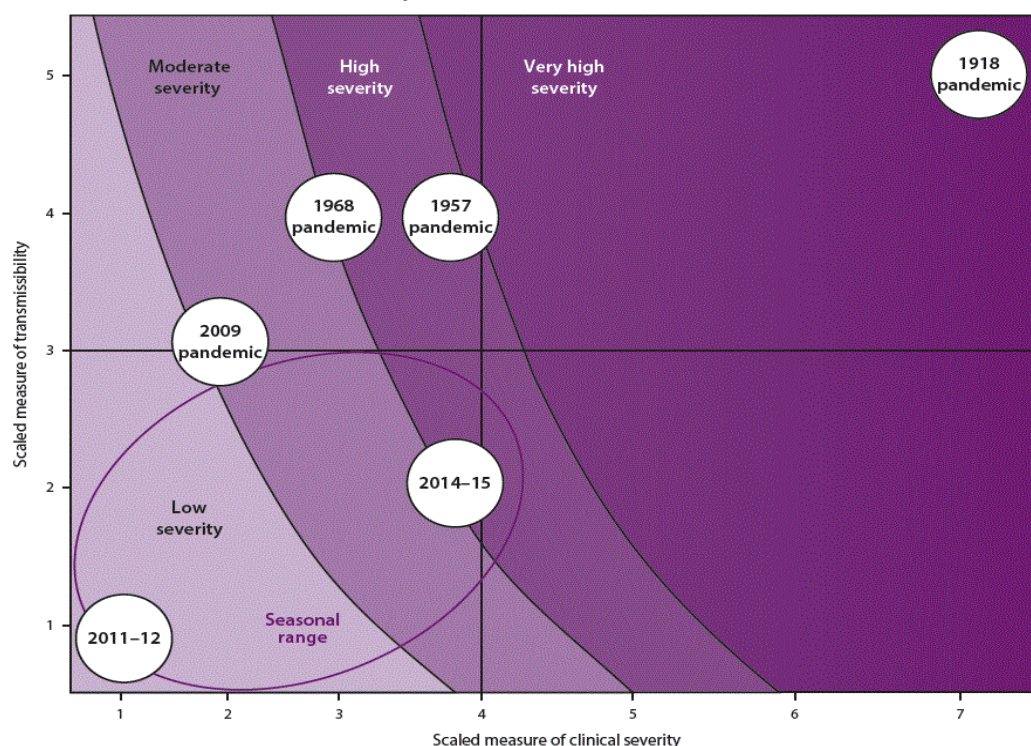 Moderate
severity
High
severity
Very high
severity
1918
pandemic
1968
pandemic
1957
pandemic
2009
pandemic
2014–15
Low
severity
Seasonal
range
2011–12
Scaled measure of transmissibility
5
4
3
2
1
1 2 3 4 5 6 7
Scaled measure of clinical severity